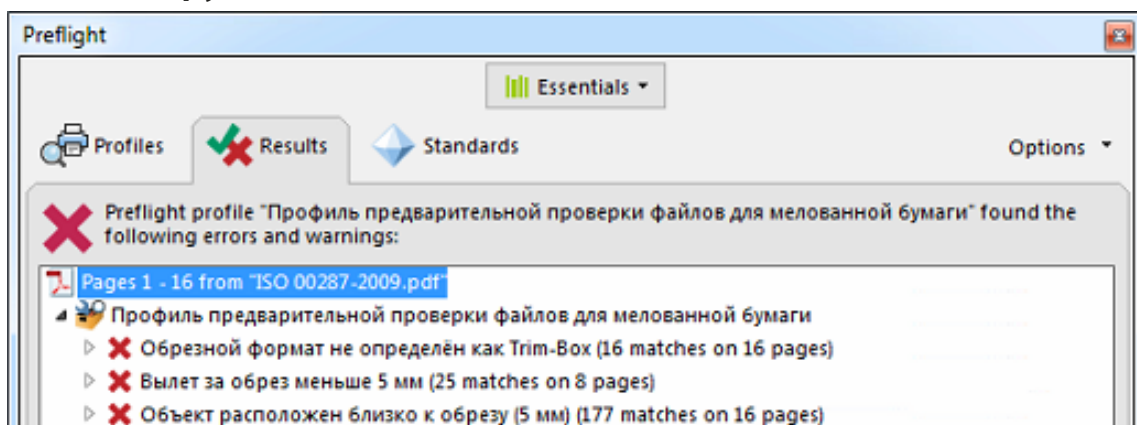 Preflight
Essentials
Profiles Results Standards Options
Preflight profile "Профиль предварительной проверки файлов для мелованной бумаги" found the
following errors and warnings:
Pages 1 - 16 from "ISO 00287-2009.pdf"
Профиль предварительной проверки файлов для мелованной бумаги
Обрезной формат не определён как Trim-Box (16 matches on 16 pages)
Вылет за обрез меньше 5 мм (25 matches on 8 pages)
Объект расположен близко к обрезу (5 мм) (177 matches on 16 pages)